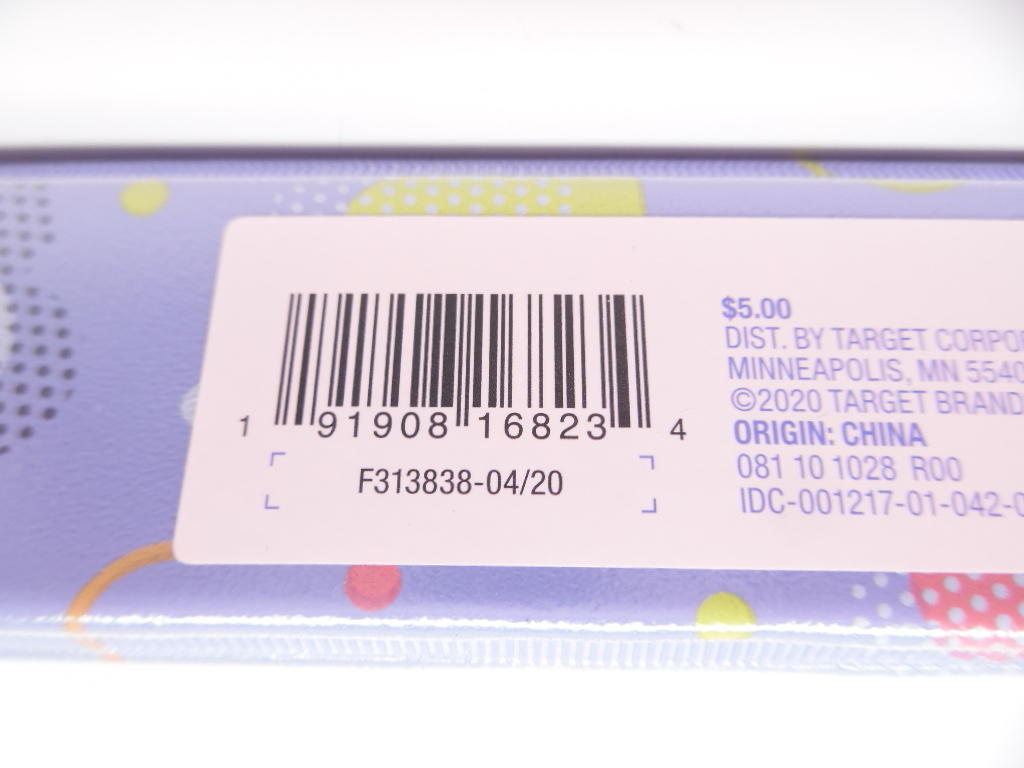 1 91908 16823 4
F313838-04/20
$5.00
DIST. BY TARGET
MINNEAPOLIS, MN
©2020 TARGET
ORIGIN: CHINA
081 10 1028 R00
IDC-001217-01-042-